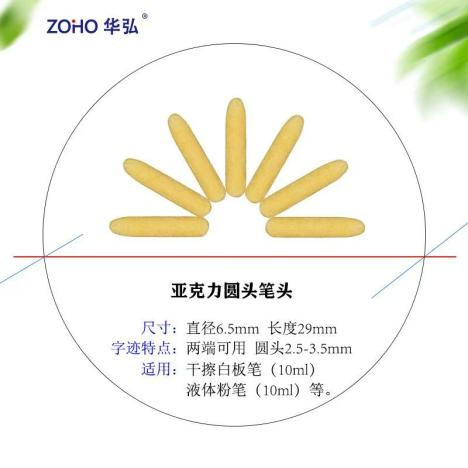 ZOHO 华弘®
亚克力圆头笔头
尺寸： 直径6.5mm 长度29mm
字迹特点： 两端可用 圆头2.5-3.5mm
适用： 干擦白板笔（10ml）
液体粉笔（10ml）等。